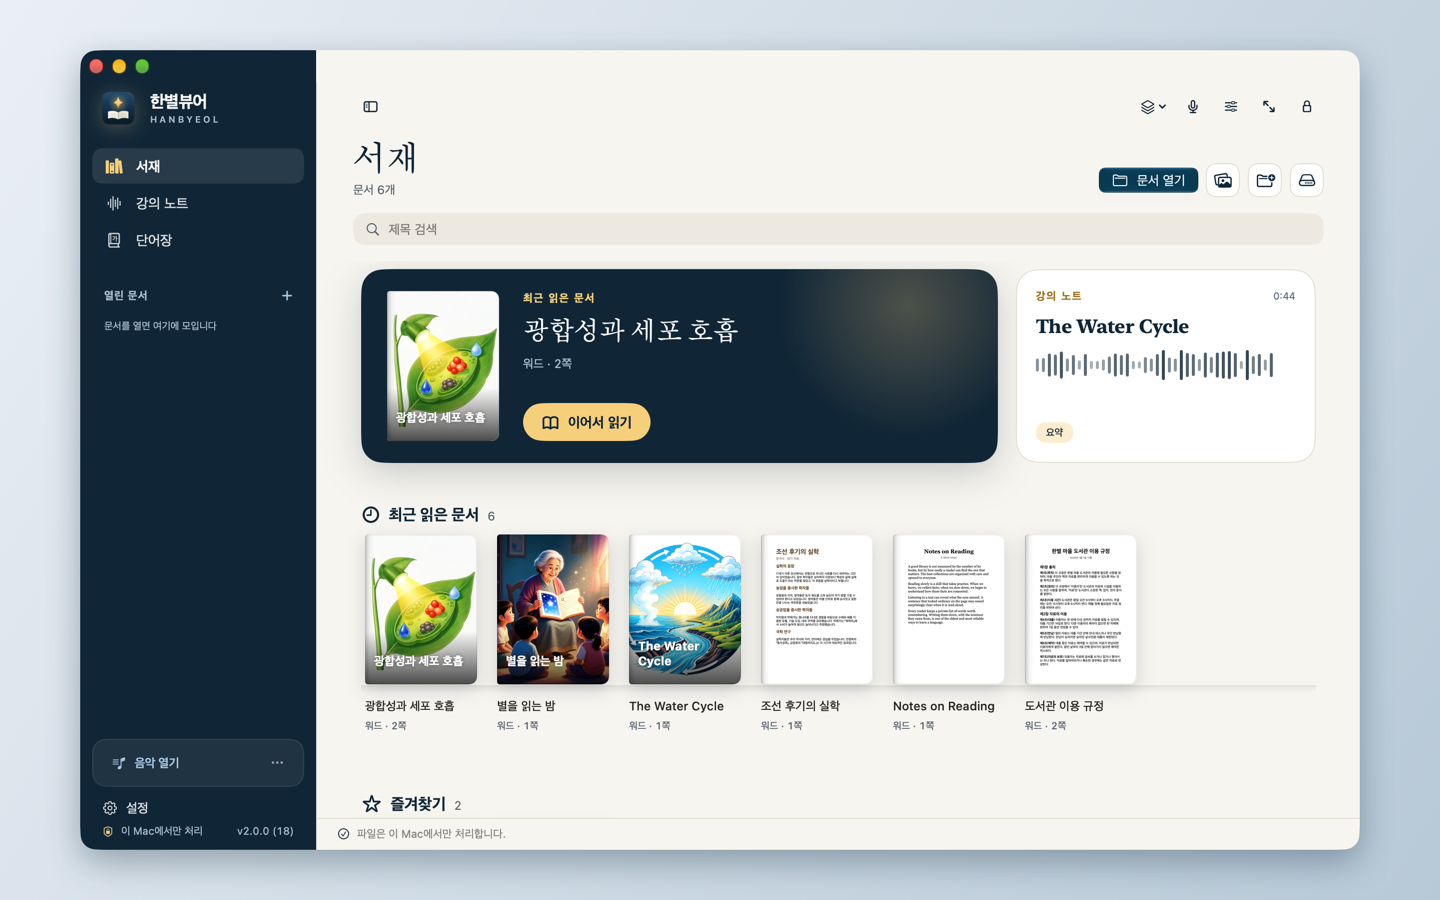 한별뷰어
HANBYEOL
서재
강의 노트
단어장
열린 문서
문서를 열면 여기에 모입니다
음악 열기
설정
이 Mac에서만 처리
v2.0.0 (18)
서재
문서 6개
문서 열기
제목 검색
광합성과 세포 호흡
최근 읽은 문서
광합성과 세포 호흡
워드 · 2쪽
이어서 읽기
강의 노트
0:44
The Water Cycle
요약
최근 읽은 문서 6
광합성과 세포 호흡
별을 읽는 밤
The Water
Cycle
조선 후기의 실학
Notes on Reading
한별 마을 도서관 이용 규정
광합성과 세포 호흡
워드 · 2쪽
별을 읽는 밤
워드 · 1쪽
The Water Cycle
워드 · 1쪽
조선 후기의 실학
워드 · 1쪽
Notes on Reading
워드 · 1쪽
도서관 이용 규정
워드 · 2쪽
즐겨찾기 2
파일은 이 Mac에서만 처리합니다.